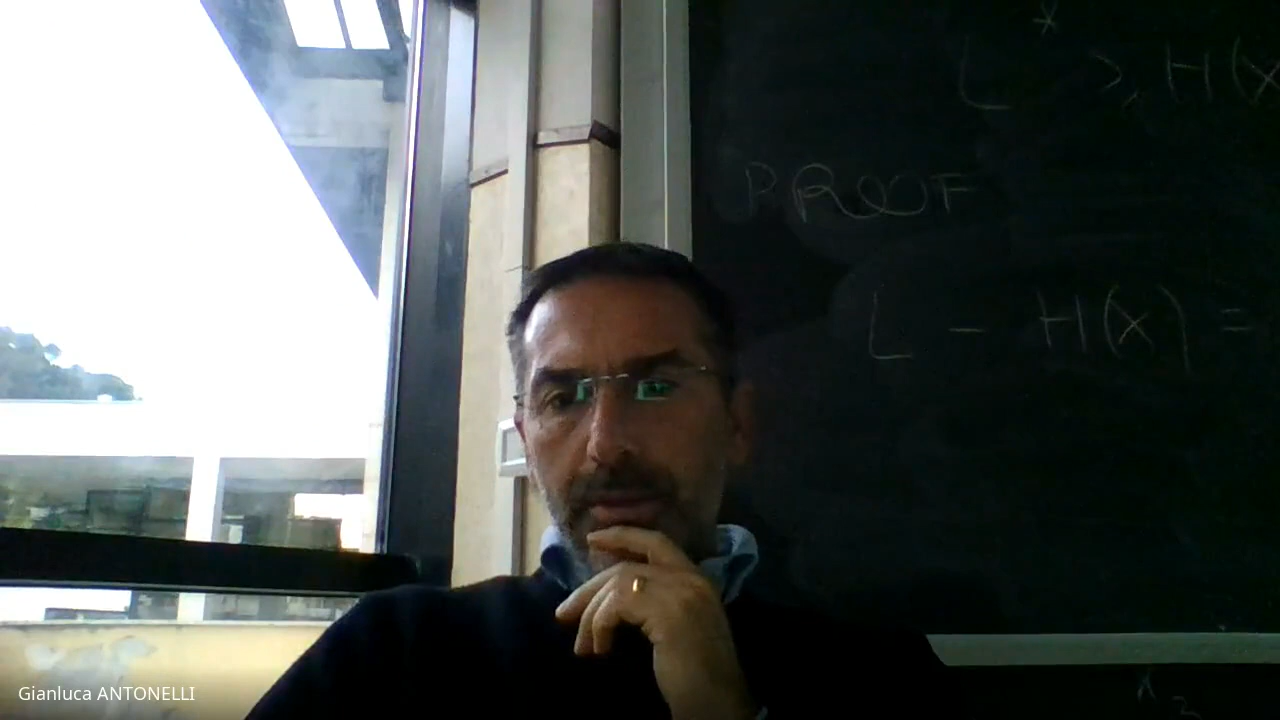 L* ≥ H(X
PROOF
L - H(X) =
Gianluca ANTONELLI